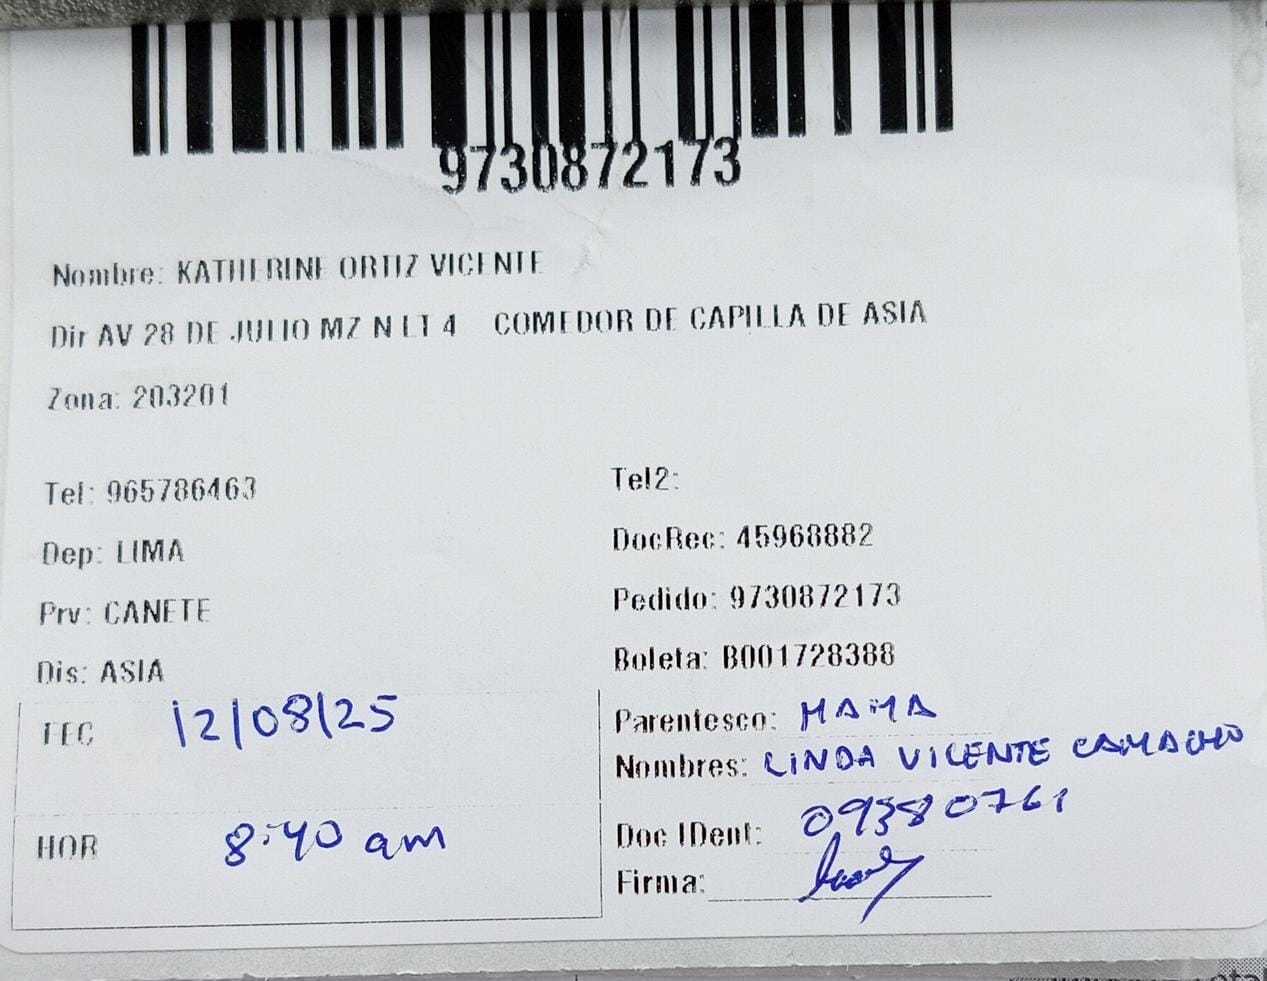 9730872173
Nombre: KATHERINE ORTIZ VICENTE
Dir AV 28 DE JULIO MZ N LT 4 COMEDOR DE CAPILLA DE ASIA
Zona: 203201
Tel: 965786463 Tel2:
Dep: LIMA DocRec: 45968882
Prv: CANETE Pedido: 9730872173
Dis: ASIA Boleta: B001728388
FEC 12/08/25 Parentesco: MAMA
Nombres: LINDA VICENTE CAMACHO
HOR 8:40 am Doc IDent: 09380761
Firma: